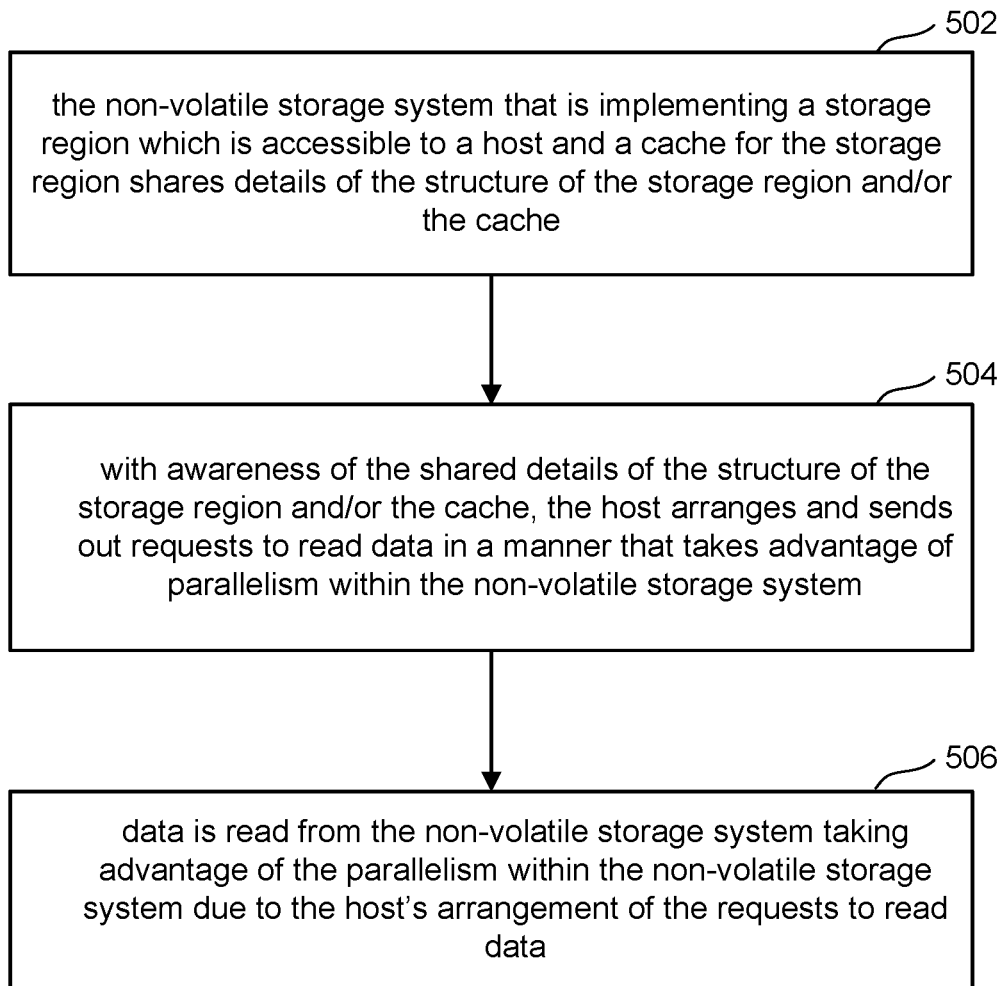 502
the non-volatile storage system that is implementing a storage
region which is accessible to a host and a cache for the storage
region shares details of the structure of the storage region and/or
the cache
504
with awareness of the shared details of the structure of the
storage region and/or the cache, the host arranges and sends
out requests to read data in a manner that takes advantage of
parallelism within the non-volatile storage system
506
data is read from the non-volatile storage system taking
advantage of the parallelism within the non-volatile storage
system due to the host’s arrangement of the requests to read
data